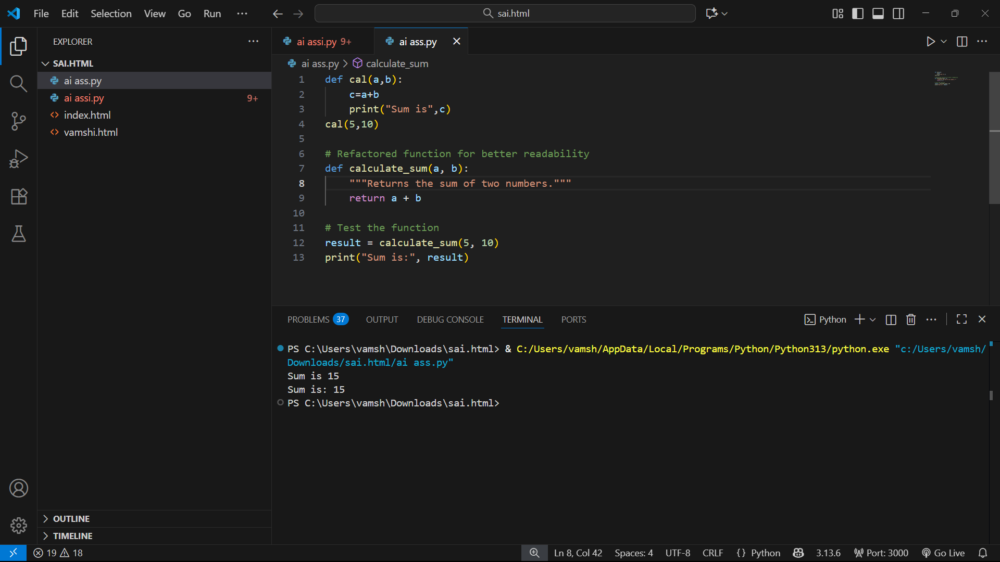 File Edit Selection View Go Run ··· sai.html
EXPLORER ···
SAI.HTML
ai ass.py
ai assi.py 9+
index.html
vamshi.html
OUTLINE
TIMELINE
ai assi.py 9+ ai ass.py
ai ass.py > calculate_sum
1 def cal(a,b):
2 c=a+b
3 print("Sum is",c)
4 cal(5,10)
5
6 # Refactored function for better readability
7 def calculate_sum(a, b):
8 """Returns the sum of two numbers."""
9 return a + b
10
11 # Test the function
12 result = calculate_sum(5, 10)
13 print("Sum is:", result)
PROBLEMS 37 OUTPUT DEBUG CONSOLE TERMINAL PORTS Python
PS C:\Users\vamsh\Downloads\sai.html> & C:/Users/vamsh/AppData/Local/Programs/Python/Python313/python.exe "c:/Users/vamsh/
Downloads/sai.html/ai ass.py"
Sum is 15
Sum is: 15
PS C:\Users\vamsh\Downloads\sai.html>
19 18 Ln 8, Col 42 Spaces: 4 UTF-8 CRLF {} Python 3.13.6 Port: 3000 Go Live